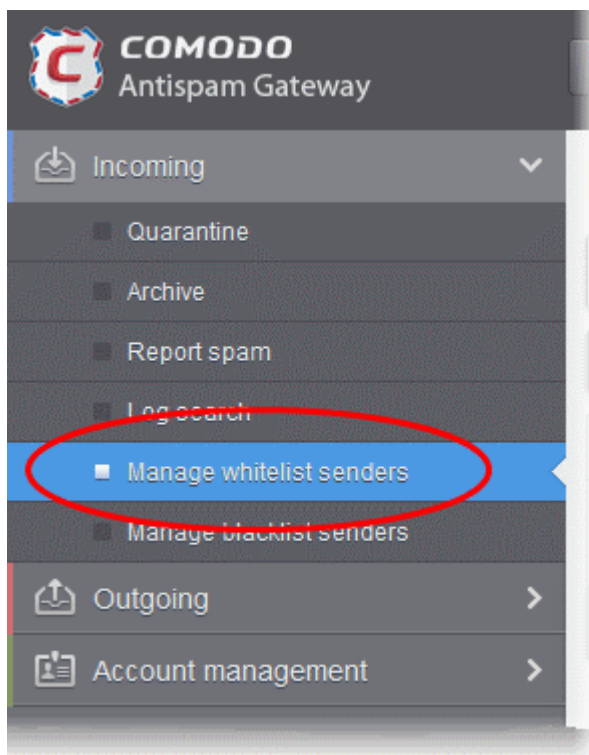 COMODO
Antispam Gateway
Incoming
Quarantine
Archive
Report spam
Log search
Manage whitelist senders
Manage blacklist senders
Outgoing
Account management